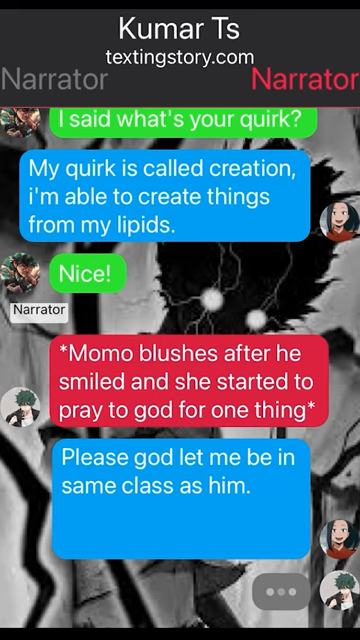 Kumar Ts
textingstory.com
Narrator
Narrator
I said what's your quirk?
My quirk is called creation,
i'm able to create things
from my lipids.
Nice!
Narrator
*Momo blushes after he
smiled and she started to
pray to god for one thing*
Please god let me be in
same class as him.